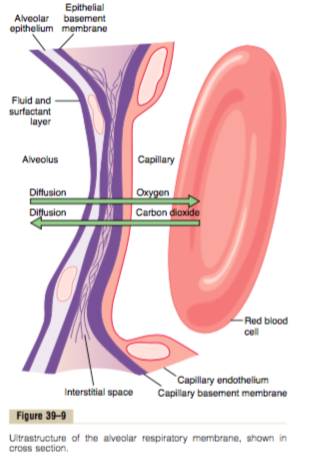 Alveolar
epithelium
Epithelial
basement
membrane
Fluid and
surfactant
layer
Alveolus
Capillary
Diffusion
Oxygen
Diffusion
Carbon dioxide
Red blood
cell
Interstitial space
Capillary endothelium
Capillary basement membrane
Figure 39–9
Ultrastructure of the alveolar respiratory membrane, shown in
cross section.